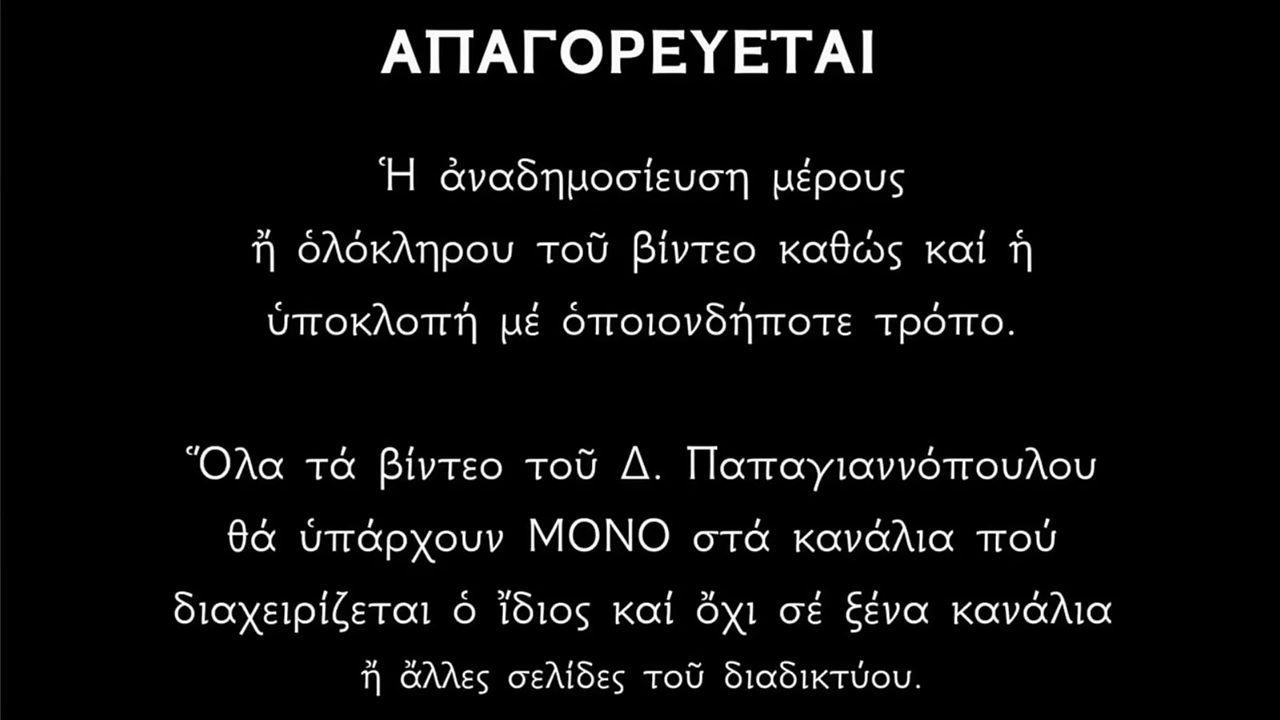 ΑΠΑΓΟΡΕΥΕΤΑΙ
Ἡ ἀναδημοσίευση μέρους
ἤ ὁλόκληρου τοῦ βίντεο καθώς καί ἡ
ὑποκλοπή μέ ὁποιονδήποτε τρόπο.
Ὅλα τά βίντεο τοῦ Δ. Παπαγιαννόπουλου
θά ὑπάρχουν ΜΟΝΟ στά κανάλια πού
διαχειρίζεται ὁ ἴδιος καί ὄχι σέ ξένα κανάλια
ἤ ἄλλες σελίδες τοῦ διαδικτύου.